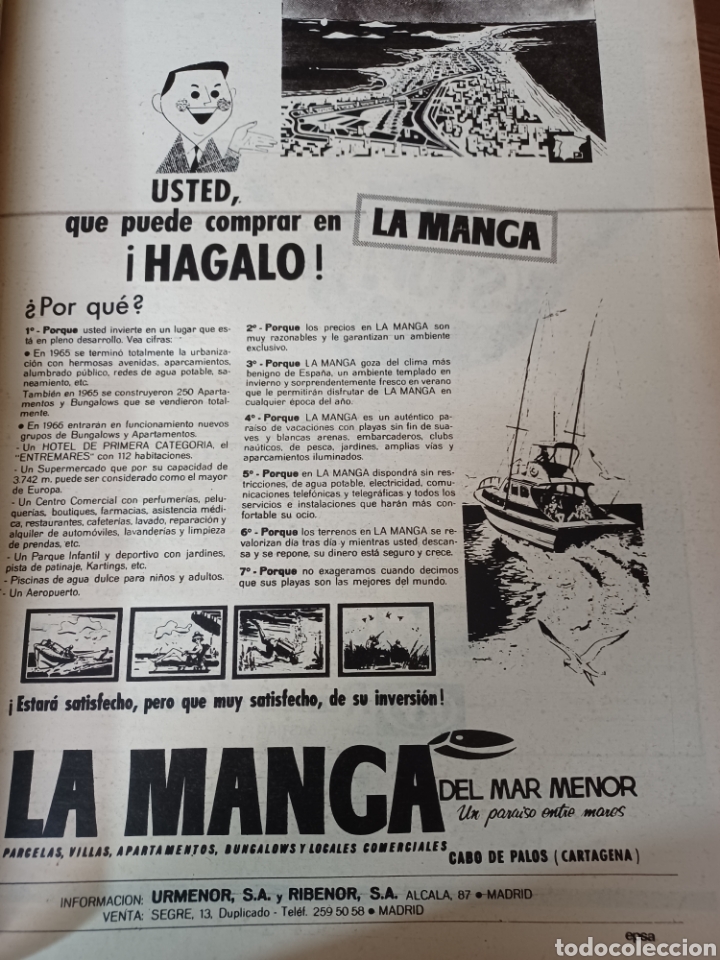 USTED,
que puede comprar en
LA MANGA
¡HAGALO!
¿Por qué?
1º - Porque usted invierte en un lugar que es-
tá en pleno desarrollo. Vea cifras:
● En 1965 se terminó totalmente la urbaniza-
ción con hermosas avenidas, aparcamientos,
alumbrado público, redes de agua potable, sa-
neamiento, etc.
También en 1965 se construyeron 250 Aparta-
mentos y Bungalows que se vendieron total-
mente.
● En 1966 entrarán en funcionamiento nuevos
grupos de Bungalows y Apartamentos.
- Un HOTEL DE PRIMERA CATEGORIA, el
"ENTREMARES" con 112 habitaciones.
- Un Supermercado que por su capacidad de
3.742 m. puede ser considerado como el mayor
de Europa.
- Un Centro Comercial con perfumerías, pelu-
querías, boutiques, farmacias, asistencia médi-
ca, restaurantes, cafeterías, lavado, reparación y
alquiler de automóviles, lavanderías y limpieza
de prendas, etc.
- Un Parque Infantil y deportivo con jardines,
pista de patinaje, Kartings, etc.
- Piscinas de agua dulce para niños y adultos.
- Un Aeropuerto.
2º - Porque los precios en LA MANGA son
muy razonables y le garantizan un ambiente
exclusivo.
3º - Porque LA MANGA goza del clima más
benigno de España, un ambiente templado en
invierno y sorprendentemente fresco en verano
que le permitirán disfrutar de LA MANGA en
cualquier época del año.
4º - Porque LA MANGA es un auténtico pa-
raíso de vacaciones con playas sin fin de sua-
ves y blancas arenas, embarcaderos, clubs
náuticos, de pesca, jardines, amplias vías y
aparcamientos iluminados.
5º - Porque en LA MANGA dispondrá sin res-
tricciones, de agua potable, electricidad, comu-
nicaciones telefónicas y telegráficas y todos los
servicios e instalaciones que harán más con-
fortable su ocio.
6º - Porque los terrenos en LA MANGA se re-
valorizan día tras día y mientras usted descan-
sa y se repone, su dinero está seguro y crece.
7º - Porque no exageramos cuando decimos
que sus playas son las mejores del mundo.
¡Estará satisfecho, pero que muy satisfecho, de su inversión!
LA MANGA
DEL MAR MENOR
Un paraiso entre mares
PARCELAS, VILLAS, APARTAMENTOS, BUNGALOWS Y LOCALES COMERCIALES
CABO DE PALOS (CARTAGENA)
INFORMACION: URMENOR, S.A. y RIBENOR, S.A. ALCALA, 87 ● MADRID
VENTA: SEGRE, 13, Duplicado - Teléf. 259 50 58 ● MADRID
epsa
todocoleccion